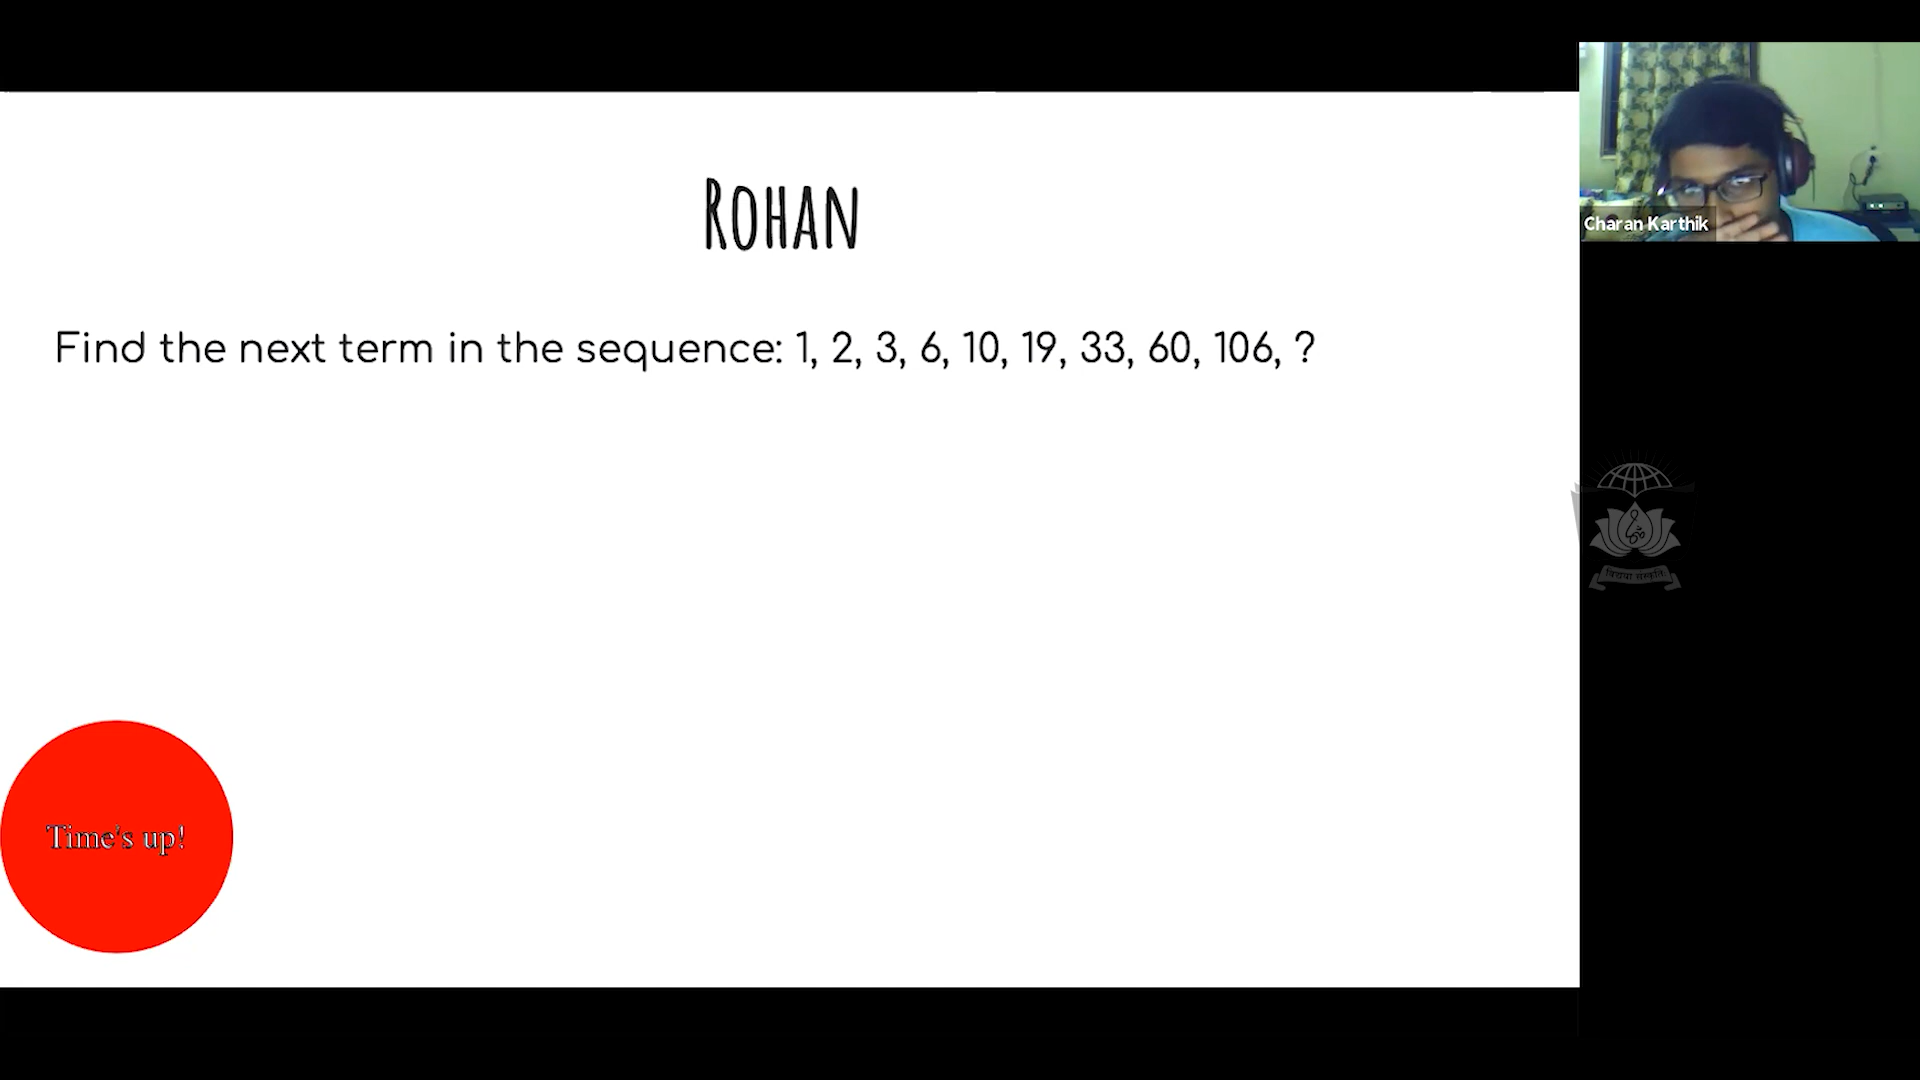 Rohan
Find the next term in the sequence: 1, 2, 3, 6, 10, 19, 33, 60, 106, ?
Time's up!
Charan Karthik